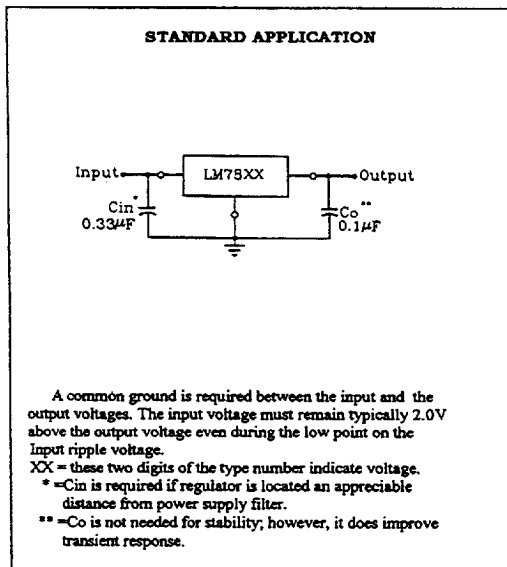 STANDARD APPLICATION
Input
LM78XX
Output
Cin*
0.33μF
Co**
0.1μF
A common ground is required between the input and the
output voltages. The input voltage must remain typically 2.0V
above the output voltage even during the low point on the
Input ripple voltage.
XX = these two digits of the type number indicate voltage.
* =Cin is required if regulator is located an appreciable
distance from power supply filter.
** =Co is not needed for stability; however, it does improve
transient response.